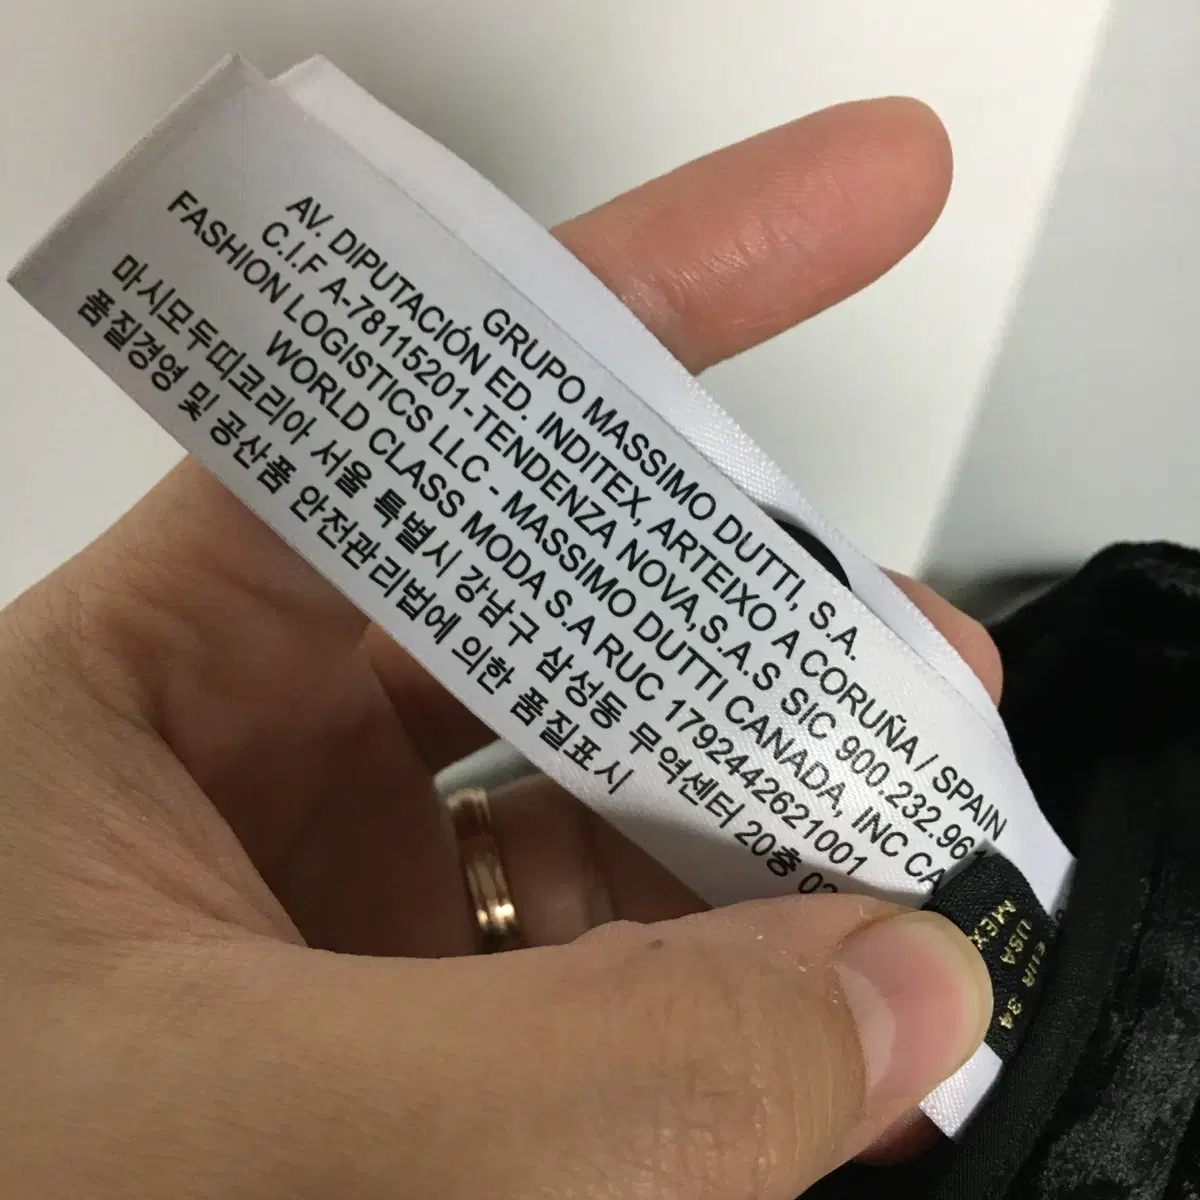 GRUPO MASSIMO DUTTI, S.A.
AV. DIPUTACIÓN ED. INDITEX, ARTEIXO A CORUÑA / SPAIN
C.I.F A-78115201-TENDENZA NOVA,S.A.S SIC 900.232.961
FASHION LOGISTICS LLC - MASSIMO DUTTI CANADA, INC CA
WORLD CLASS MODA S.A RUC 1792442621001
마시모두띠코리아 서울 특별시 강남구 삼성동 무역센터 20층 02
품질경영 및 공산품 안전관리법에 의한 품질표시
EUR 34
USA
MEX